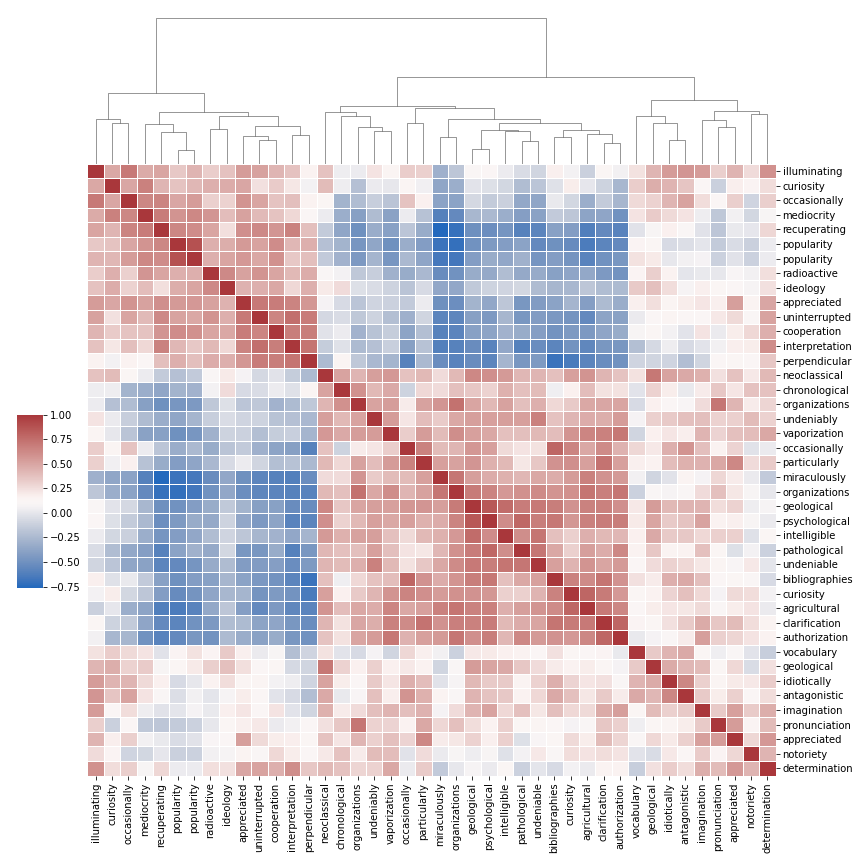 illuminating
curiosity
occasionally
mediocrity
recuperating
popularity
popularity
radioactive
ideology
appreciated
uninterrupted
cooperation
interpretation
perpendicular
neoclassical
chronological
organizations
undeniably
vaporization
occasionally
particularly
miraculously
organizations
geological
psychological
intelligible
pathological
undeniable
bibliographies
curiosity
agricultural
clarification
authorization
vocabulary
geological
idiotically
antagonistic
imagination
pronunciation
appreciated
notoriety
determination
1.00
0.75
0.50
0.25
0.00
−0.25
−0.50
−0.75
illuminating
curiosity
occasionally
mediocrity
recuperating
popularity
popularity
radioactive
ideology
appreciated
uninterrupted
cooperation
interpretation
perpendicular
neoclassical
chronological
organizations
undeniably
vaporization
occasionally
particularly
miraculously
organizations
geological
psychological
intelligible
pathological
undeniable
bibliographies
curiosity
agricultural
clarification
authorization
vocabulary
geological
idiotically
antagonistic
imagination
pronunciation
appreciated
notoriety
determination